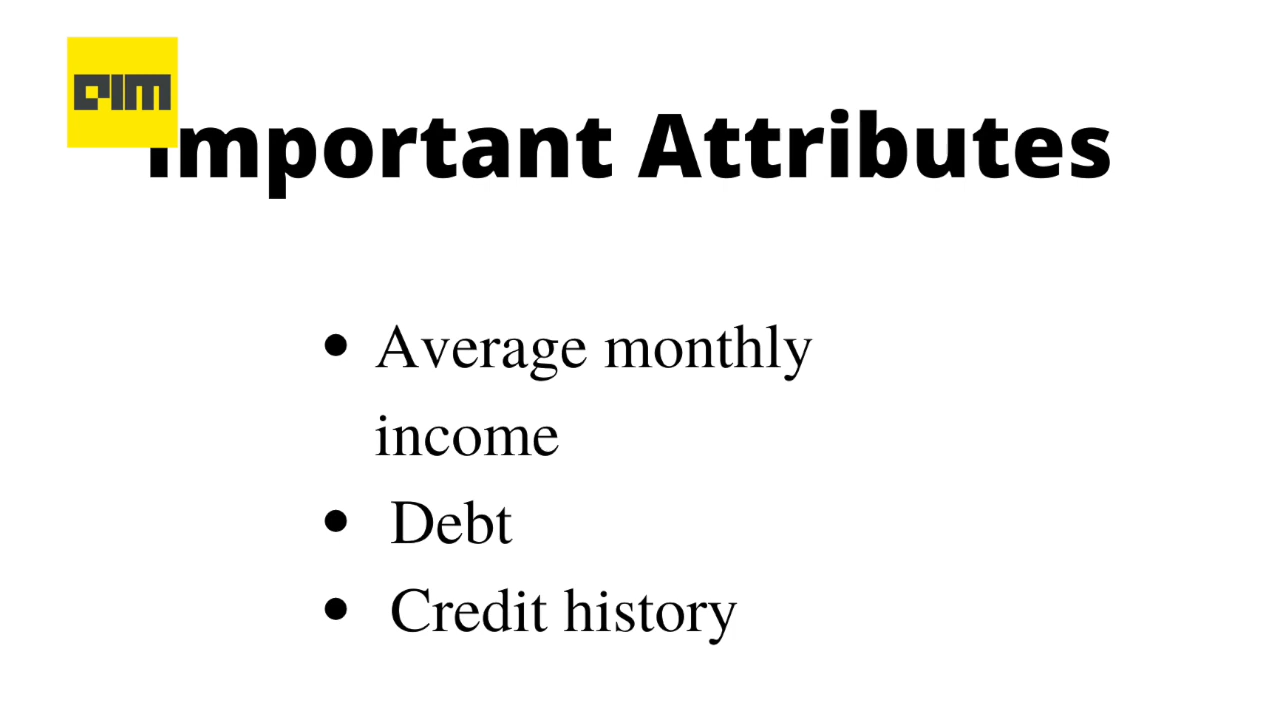 AIM
Important Attributes
• Average monthly
income
• Debt
• Credit history